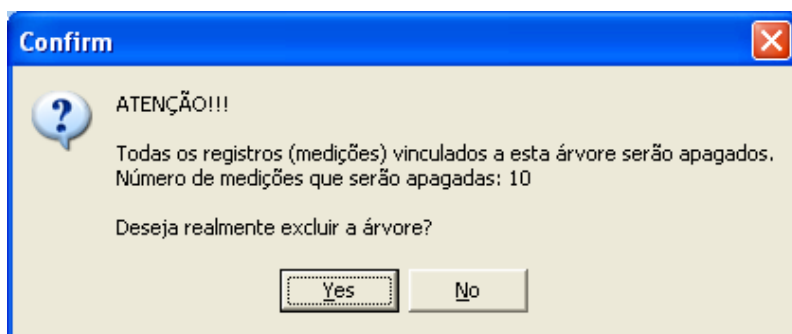 Confirm
ATENÇÃO!!!
Todas os registros (medições) vinculados a esta árvore serão apagados.
Número de medições que serão apagadas: 10
Deseja realmente excluir a árvore?
Yes No